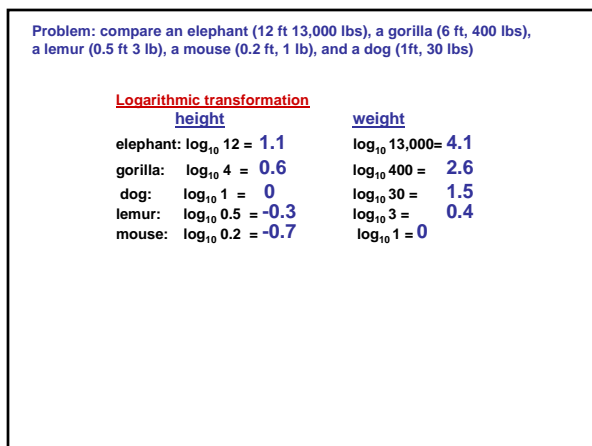 Problem: compare an elephant (12 ft 13,000 lbs), a gorilla (6 ft, 400 lbs),
a lemur (0.5 ft 3 lb), a mouse (0.2 ft, 1 lb), and a dog (1ft, 30 lbs)
Logarithmic transformation
height weight
elephant: log10 12 = 1.1 log10 13,000= 4.1
gorilla: log10 4 = 0.6 log10 400 = 2.6
dog: log10 1 = 0 log10 30 = 1.5
lemur: log10 0.5 = -0.3 log10 3 = 0.4
mouse: log10 0.2 = -0.7 log10 1 = 0